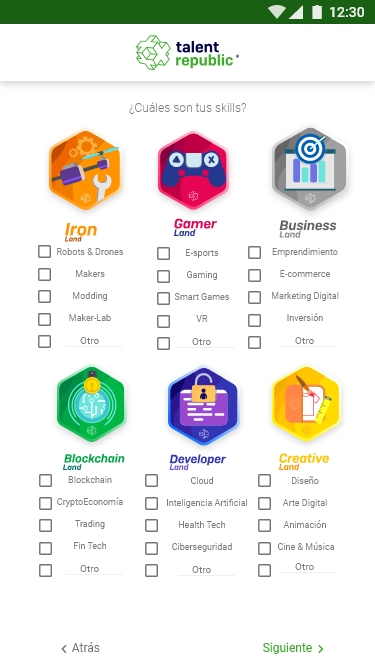 12:30
talent
republic
¿Cuáles son tus skills?
Iron
Land
Robots & Drones
Makers
Modding
Maker-Lab
Otro
Gamer
Land
E-sports
Gaming
Smart Games
VR
Otro
Business
Land
Emprendimiento
E-commerce
Marketing Digital
Inversión
Otro
Blockchain
Land
Blockchain
CryptoEconomía
Trading
Fin Tech
Otro
Developer
Land
Cloud
Inteligencia Artificial
Health Tech
Ciberseguridad
Otro
Creative
Land
Diseño
Arte Digital
Animación
Cine & Música
Otro
Atrás
Siguiente